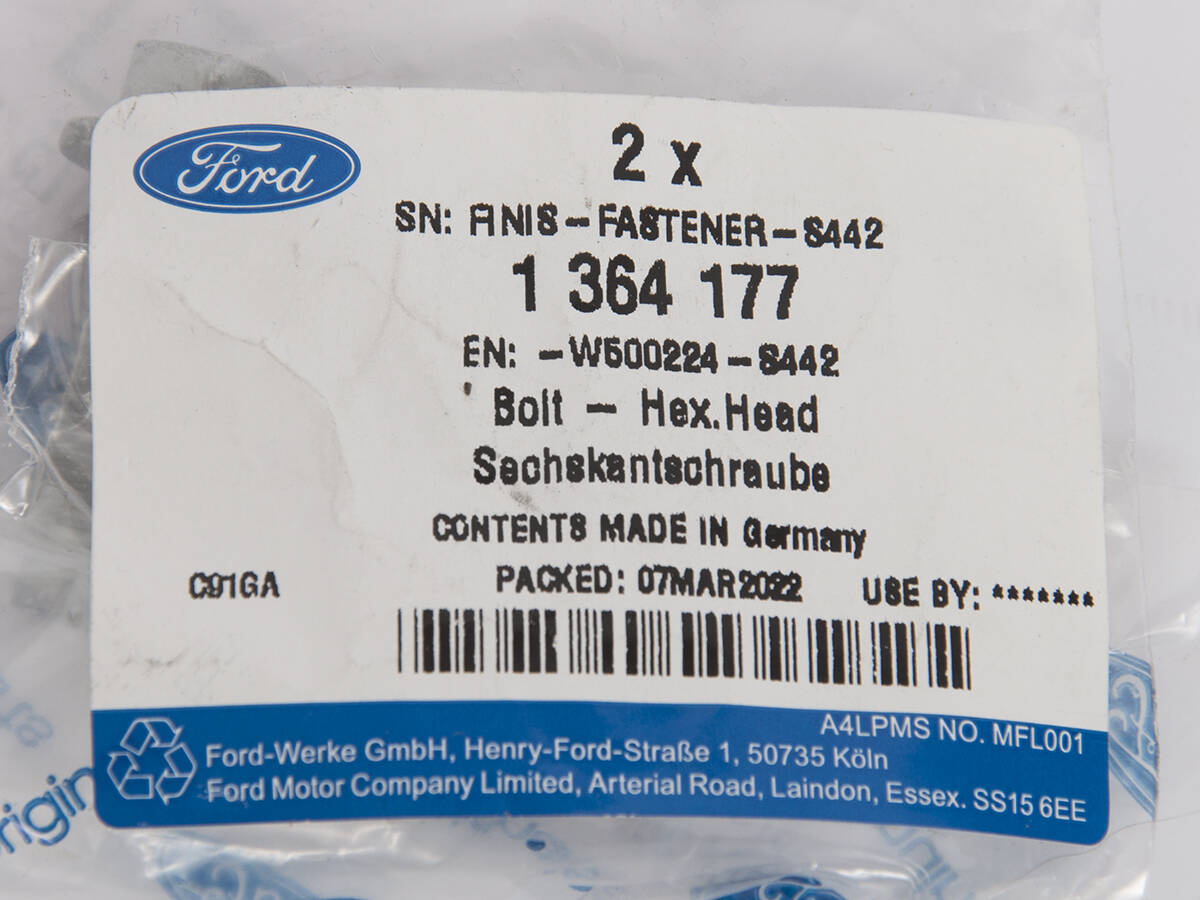 Ford
2 x
SN: FINIS-FASTENER-S442
1 364 177
EN: -W500224-S442
Bolt - Hex.Head
Sechskantschraube
CONTENTS MADE IN Germany
C91GA PACKED: 07MAR2022 USE BY: *******
A4LPMS NO. MFL001
Ford-Werke GmbH, Henry-Ford-Straße 1, 50735 Köln
Ford Motor Company Limited, Arterial Road, Laindon, Essex. SS15 6EE